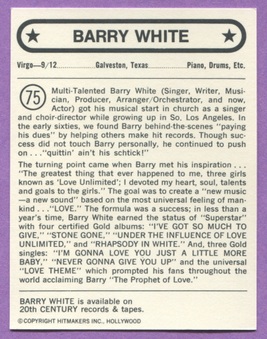 ★ BARRY WHITE ★
Virgo—9/12 Galveston, Texas Piano, Drums, Etc.
75 Multi-Talented Barry White (Singer, Writer, Musi-
cian, Producer, Arranger/Orchestrator, and now,
Actor) got his musical start in church as a singer
and choir-director while growing up in So. Los Angeles. In
the early sixties, we found Barry behind-the-scenes "paying
his dues" by helping others make hit records. Though suc-
cess did not touch Barry personally, he continued to push
on . . . "quittin' ain't his schtick!"
The turning point came when Barry met his inspiration . . .
"The greatest thing that ever happened to me, three girls
known as 'Love Unlimited'; I devoted my heart, soul, talents
and goals to the girls." The goal was to create a "new music
—a new sound" based on the most universal feeling of man-
kind . . . "LOVE." The formula was a success; in less than a
year's time, Barry White earned the status of "Superstar"
with four certified Gold albums: "I'VE GOT SO MUCH TO
GIVE", "STONE GONE," "UNDER THE INFLUENCE OF LOVE
UNLIMITED," and "RHAPSODY IN WHITE." And, three Gold
singles: "I'M GONNA LOVE YOU JUST A LITTLE MORE
BABY," "NEVER GONNA GIVE YOU UP" and the universal
"LOVE THEME" which prompted his fans throughout the
world acclaiming Barry "The Prophet of Love."
BARRY WHITE is available on
20th CENTURY records & tapes.
©COPYRIGHT HITMAKERS INC., HOLLYWOOD